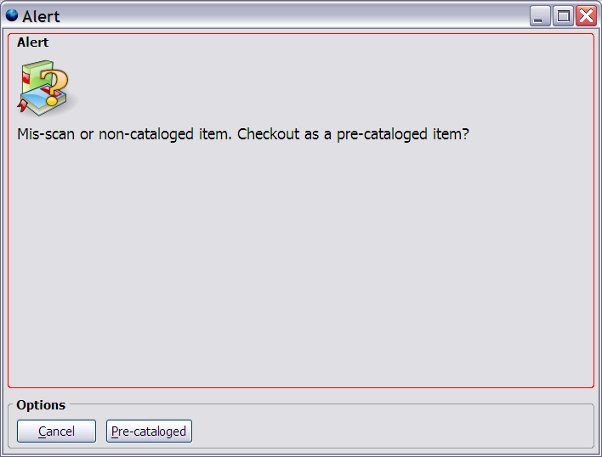 Alert
Alert
Mis-scan or non-cataloged item. Checkout as a pre-cataloged item?
Options
Cancel
Pre-cataloged